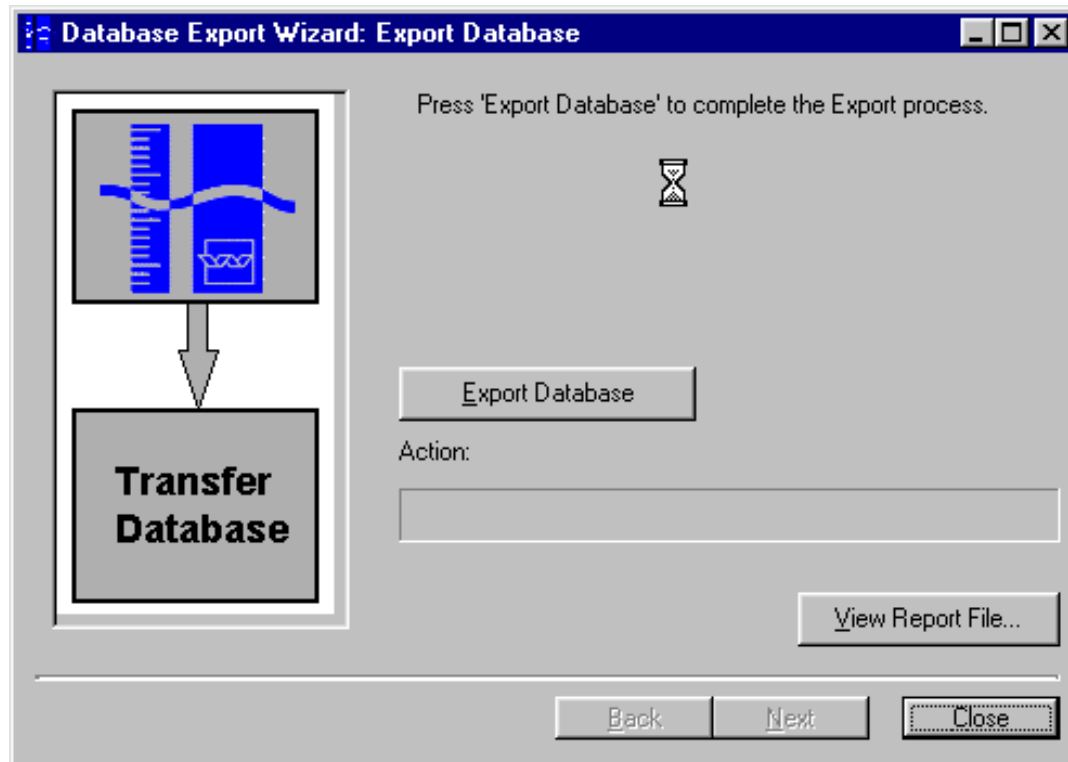 Database Export Wizard: Export Database
Press 'Export Database' to complete the Export process.
Export Database
Action:
Transfer
Database
View Report File...
Back
Next
Close